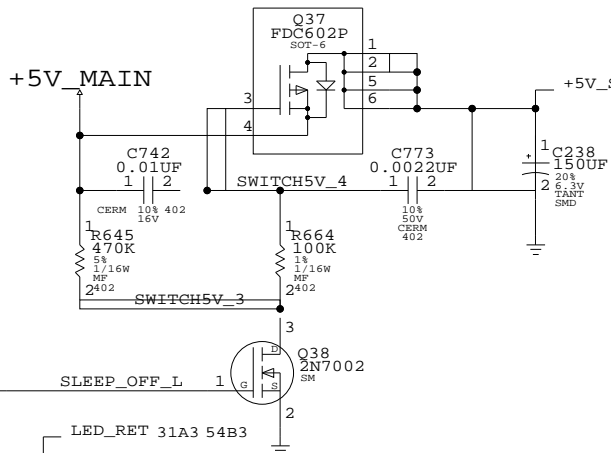 Q37
FDC602P
SOT-6
1
2
5
6
3
4
+5V_MAIN
+5V_S
C742
0.01UF
1 2
CERM 10% 402
16V
SWITCH5V_4
C773
0.0022UF
1 2
10%
50V
CERM
402
1
C238
150UF
20%
6.3V
TANT
SMD
+
2
1
R645
470K
5%
1/16W
MF
402
2
1
R664
100K
1%
1/16W
MF
402
2
SWITCH5V_3
3
Q38
2N7002
SM
D
G S
SLEEP_OFF_L 1
2
LED_RET 31A3 54B3